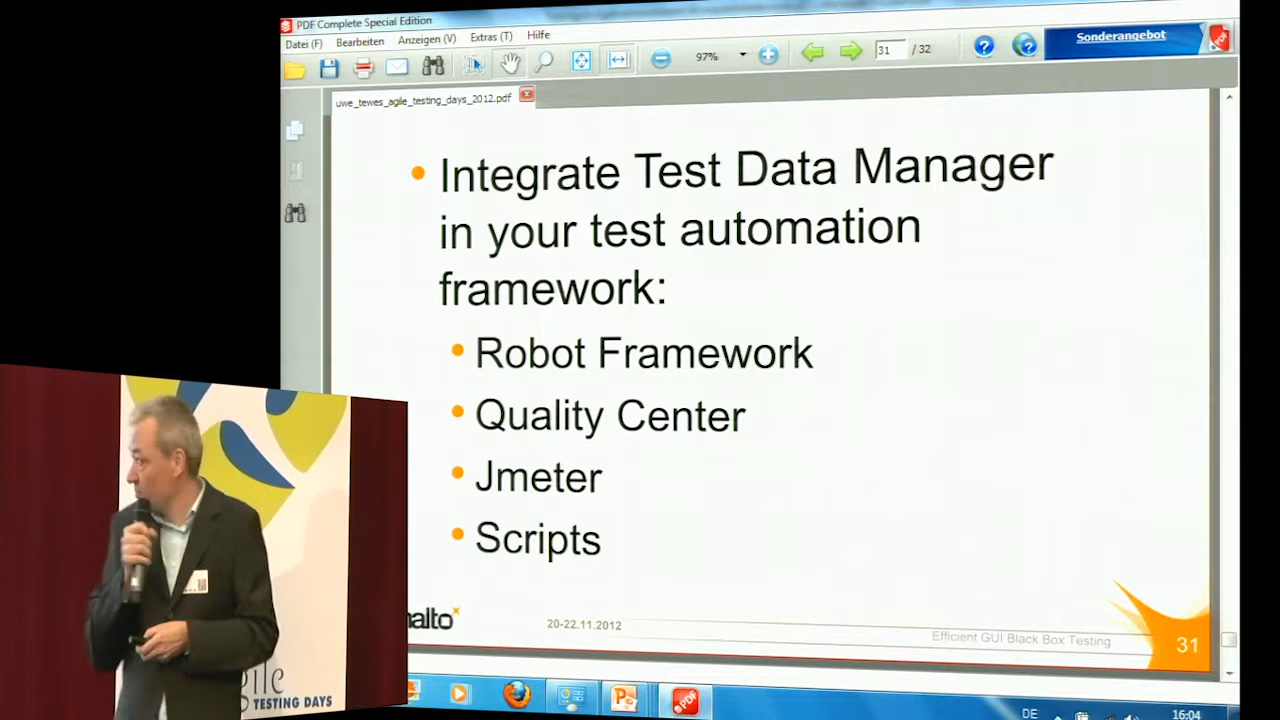 PDF Complete Special Edition
Datei (F) Bearbeiten Anzeigen (V) Extras (T) Hilfe
97% 31 / 32 Sonderangebot
uwe_tewes_agile_testing_days_2012.pdf
• Integrate Test Data Manager
in your test automation
framework:
• Robot Framework
• Quality Center
• Jmeter
• Scripts
malto
20-22.11.2012
Efficient GUI Black Box Testing
31
TESTING DAYS
PDF
DE
16:04